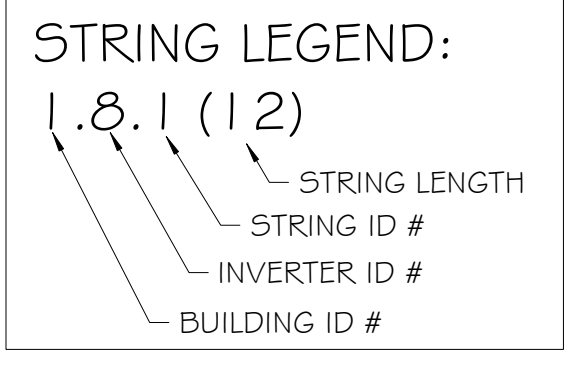 STRING LEGEND:
1.8.1 (12)
STRING LENGTH
STRING ID #
INVERTER ID #
BUILDING ID #